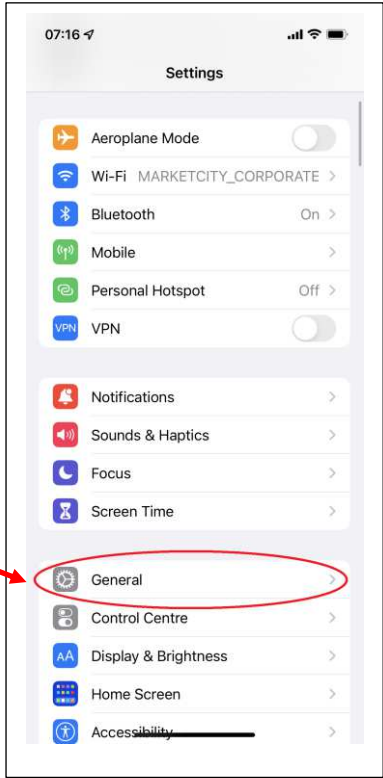 07:16
Settings
Aeroplane Mode
Wi-Fi MARKETCITY_CORPORATE
Bluetooth On
Mobile
Personal Hotspot Off
VPN VPN
Notifications
Sounds & Haptics
Focus
Screen Time
General
Control Centre
AA Display & Brightness
Home Screen
Accessibility